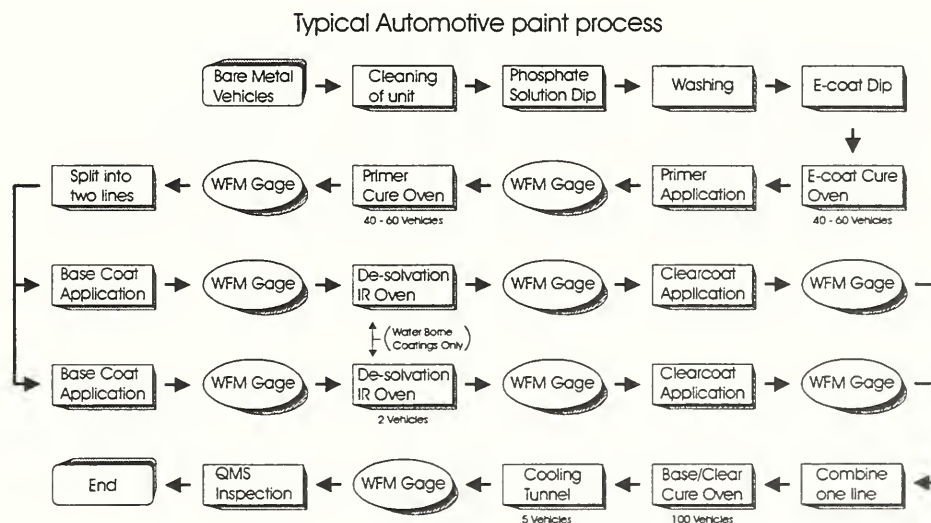 Typical Automotive paint process
Bare Metal
Vehicles
Cleaning
of unit
Phosphate
Solution Dip
Washing
E-coat Dip
Split into
two lines
WFM Gage
Primer
Cure Oven
40 - 60 Vehicles
WFM Gage
Primer
Application
E-coat Cure
Oven
40 - 60 Vehicles
Base Coat
Application
WFM Gage
De-solvation
IR Oven
WFM Gage
Clearcoat
Application
WFM Gage
(Water Borne
Coatings Only)
Base Coat
Application
WFM Gage
De-solvation
IR Oven
2 Vehicles
WFM Gage
Clearcoat
Application
WFM Gage
End
QMS
Inspection
WFM Gage
Cooling
Tunnel
5 Vehicles
Base/Clear
Cure Oven
100 Vehicles
Combine
one line